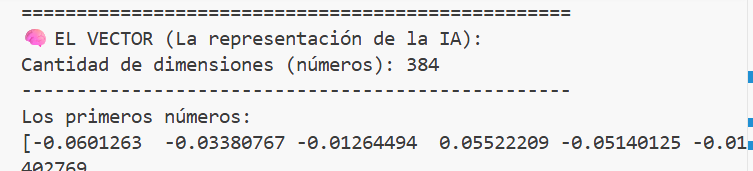 ==================================================
🧠 EL VECTOR (La representación de la IA):
Cantidad de dimensiones (números): 384
--------------------------------------------------
Los primeros números:
[-0.0601263  -0.03380767 -0.01264494  0.05522209 -0.05140125 -0.01
402769